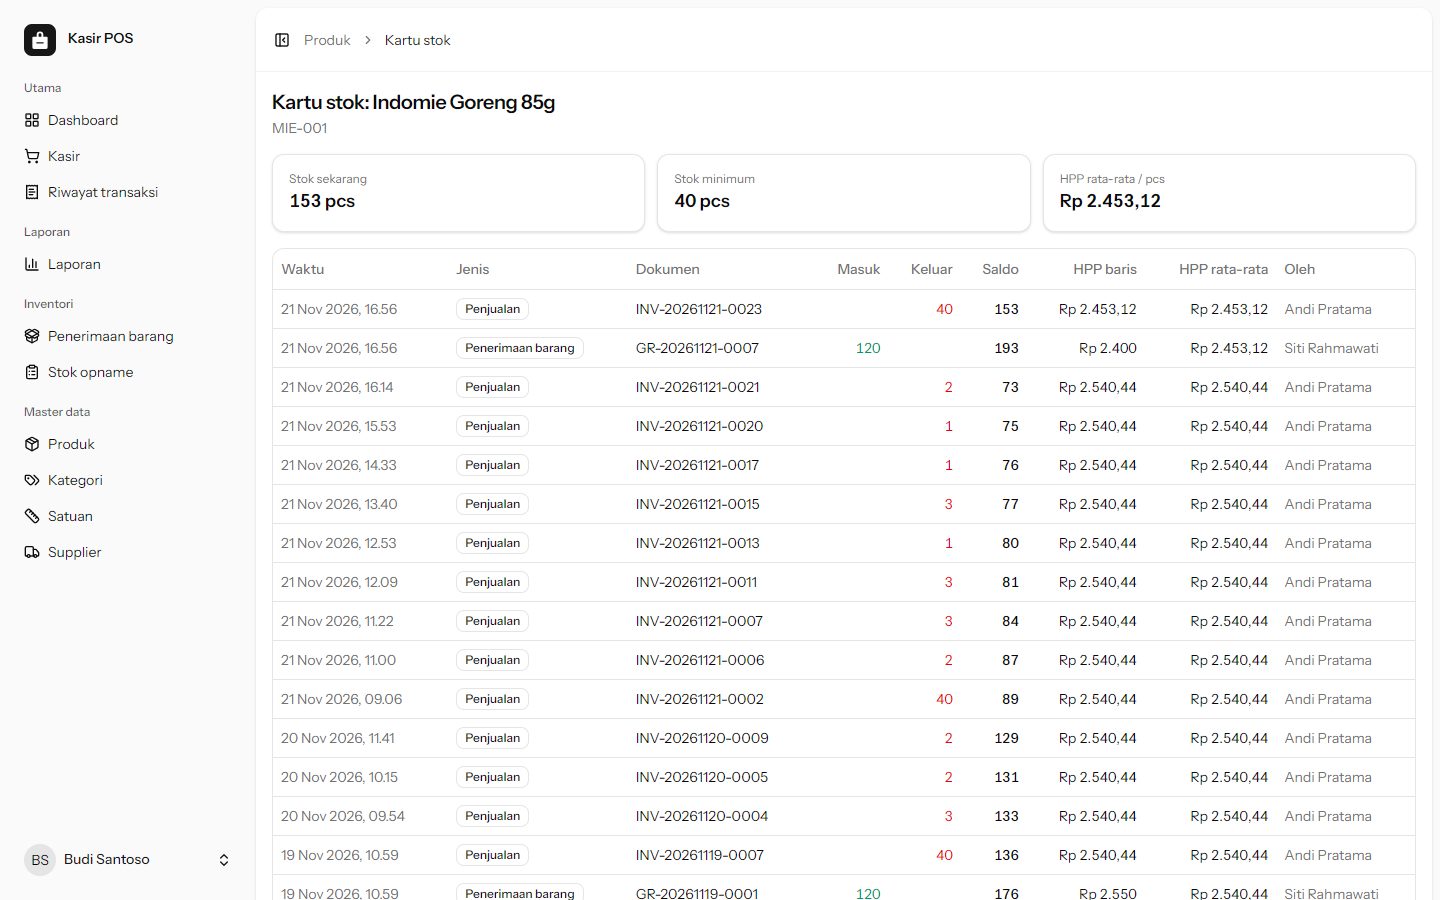 Kasir POS
Utama
Dashboard
Kasir
Riwayat transaksi
Laporan
Laporan
Inventori
Penerimaan barang
Stok opname
Master data
Produk
Kategori
Satuan
Supplier
BS Budi Santoso
Produk > Kartu stok
Kartu stok: Indomie Goreng 85g
MIE-001
Stok sekarang
153 pcs
Stok minimum
40 pcs
HPP rata-rata / pcs
Rp 2.453,12
Waktu Jenis Dokumen Masuk Keluar Saldo HPP baris HPP rata-rata Oleh
21 Nov 2026, 16.56 Penjualan INV-20261121-0023 40 153 Rp 2.453,12 Rp 2.453,12 Andi Pratama
21 Nov 2026, 16.56 Penerimaan barang GR-20261121-0007 120 193 Rp 2.400 Rp 2.453,12 Siti Rahmawati
21 Nov 2026, 16.14 Penjualan INV-20261121-0021 2 73 Rp 2.540,44 Rp 2.540,44 Andi Pratama
21 Nov 2026, 15.53 Penjualan INV-20261121-0020 1 75 Rp 2.540,44 Rp 2.540,44 Andi Pratama
21 Nov 2026, 14.33 Penjualan INV-20261121-0017 1 76 Rp 2.540,44 Rp 2.540,44 Andi Pratama
21 Nov 2026, 13.40 Penjualan INV-20261121-0015 3 77 Rp 2.540,44 Rp 2.540,44 Andi Pratama
21 Nov 2026, 12.53 Penjualan INV-20261121-0013 1 80 Rp 2.540,44 Rp 2.540,44 Andi Pratama
21 Nov 2026, 12.09 Penjualan INV-20261121-0011 3 81 Rp 2.540,44 Rp 2.540,44 Andi Pratama
21 Nov 2026, 11.22 Penjualan INV-20261121-0007 3 84 Rp 2.540,44 Rp 2.540,44 Andi Pratama
21 Nov 2026, 11.00 Penjualan INV-20261121-0006 2 87 Rp 2.540,44 Rp 2.540,44 Andi Pratama
21 Nov 2026, 09.06 Penjualan INV-20261121-0002 40 89 Rp 2.540,44 Rp 2.540,44 Andi Pratama
20 Nov 2026, 11.41 Penjualan INV-20261120-0009 2 129 Rp 2.540,44 Rp 2.540,44 Andi Pratama
20 Nov 2026, 10.15 Penjualan INV-20261120-0005 2 131 Rp 2.540,44 Rp 2.540,44 Andi Pratama
20 Nov 2026, 09.54 Penjualan INV-20261120-0004 3 133 Rp 2.540,44 Rp 2.540,44 Andi Pratama
19 Nov 2026, 10.59 Penjualan INV-20261119-0007 40 136 Rp 2.540,44 Rp 2.540,44 Andi Pratama
19 Nov 2026, 10.59 Penerimaan barang GR-20261119-0001 120 176 Rp 2.550 Rp 2.540,44 Siti Rahmawati